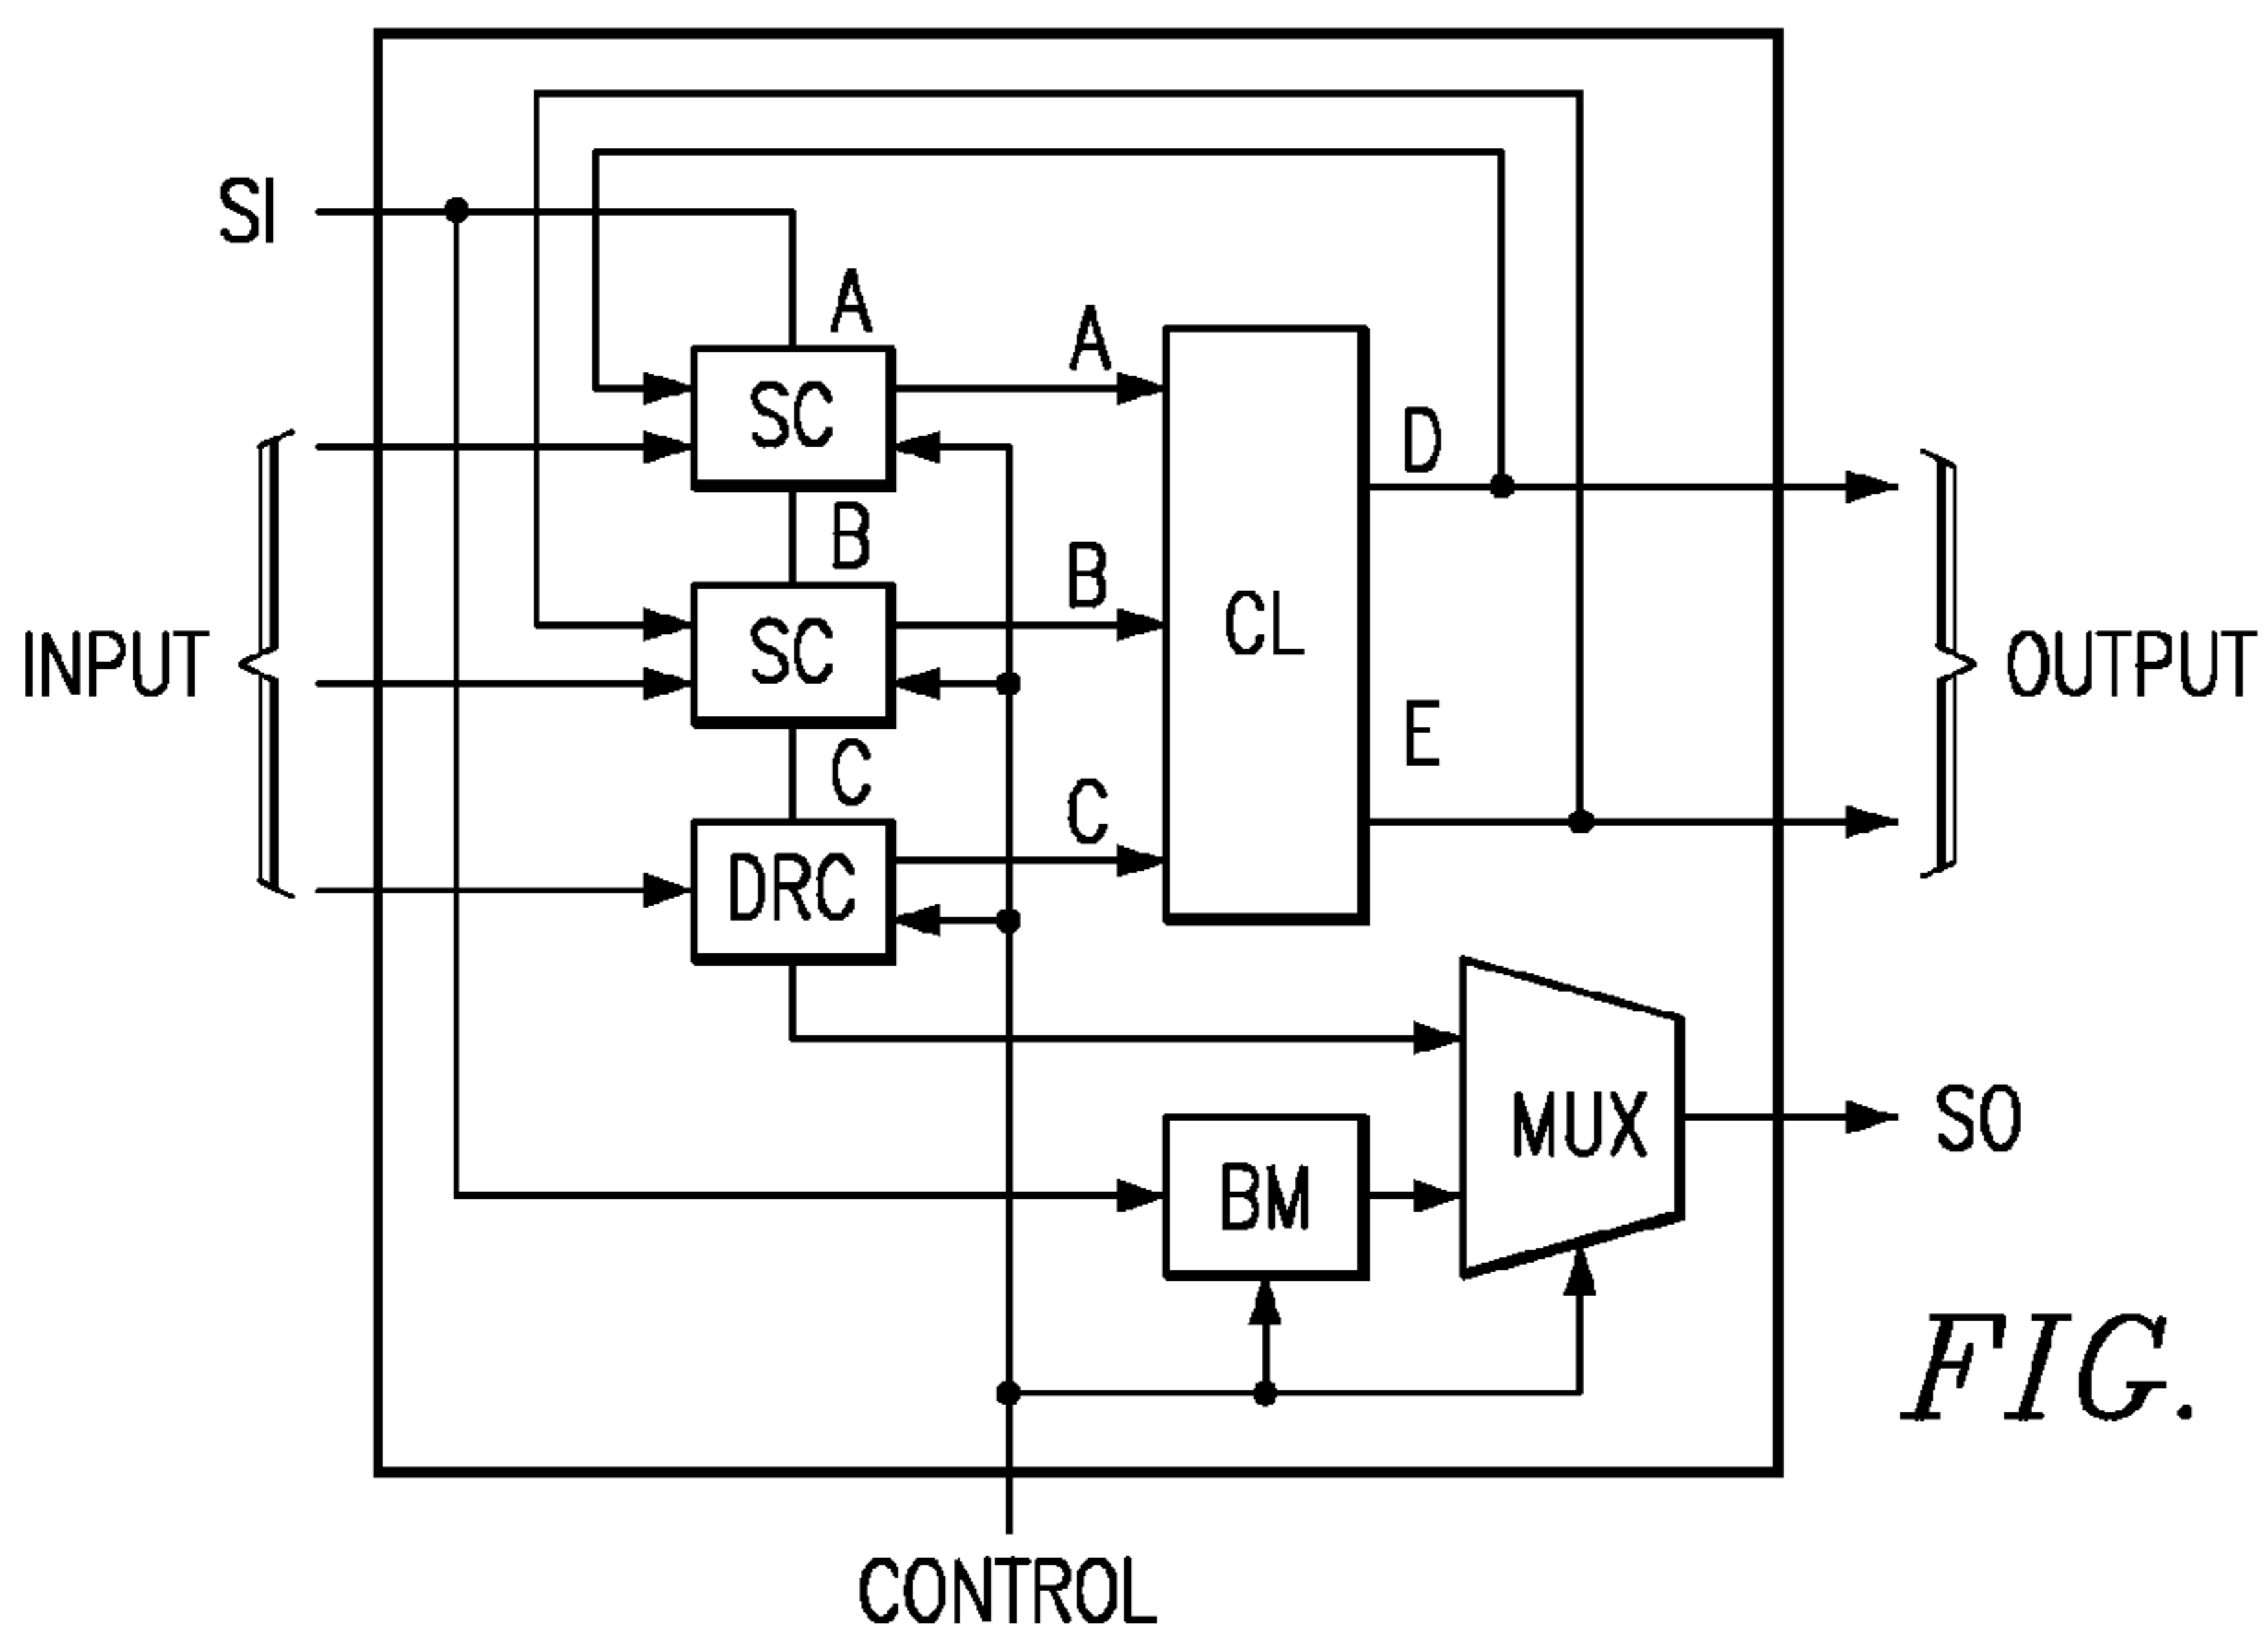 SI
A
A
SC
D
B
B
INPUT
SC
CL
OUTPUT
E
C
C
DRC
MUX
SO
BM
FIG.
CONTROL